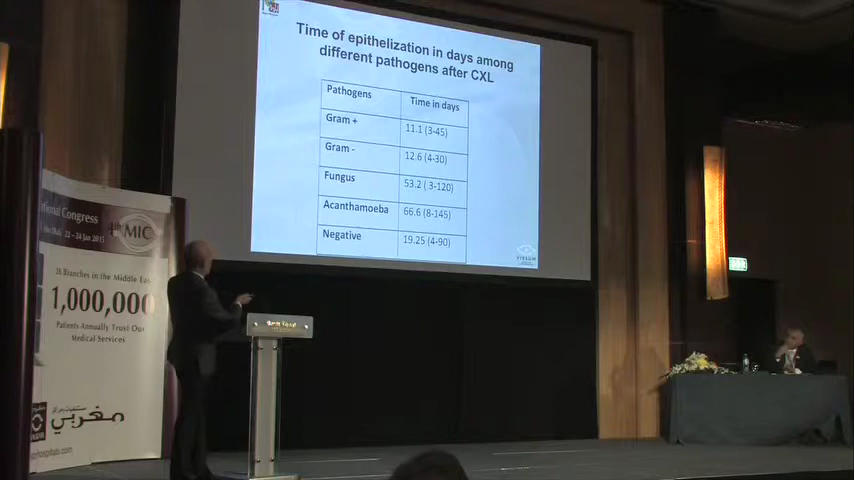 Time of epithelization in days among
different pathogens after CXL
Pathogens Time in days
Gram + 11.1 (3-45)
Gram - 12.6 (4-30)
Fungus 53.2 ( 3-120)
Acanthamoeba 66.6 (8-145)
Negative 19.25 (4-90)
VISSUM
Congress
MIC
22 - 24 Jan 2015
18 Branches in the Middle East
1,000,000
Patients Annually Trust Our
Medical Services
مغربي